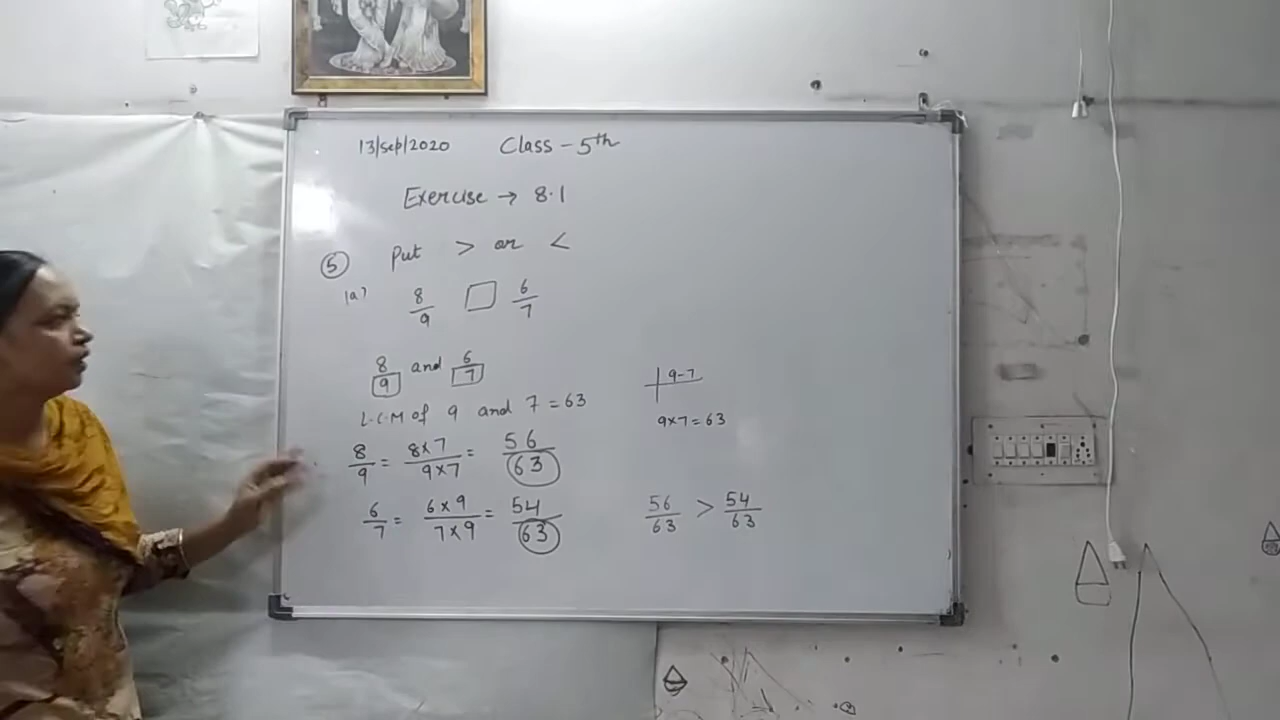 13/Sep/2020 Class - 5th
Exercise → 8.1
⑤ Put > or <
(a) 8/9 □ 6/7
8/9 and 6/7
L.C.M of 9 and 7 = 63
9-7
9×7=63
8/9 = 8×7/9×7 = 56/63
6/7 = 6×9/7×9 = 54/63
56/63 > 54/63